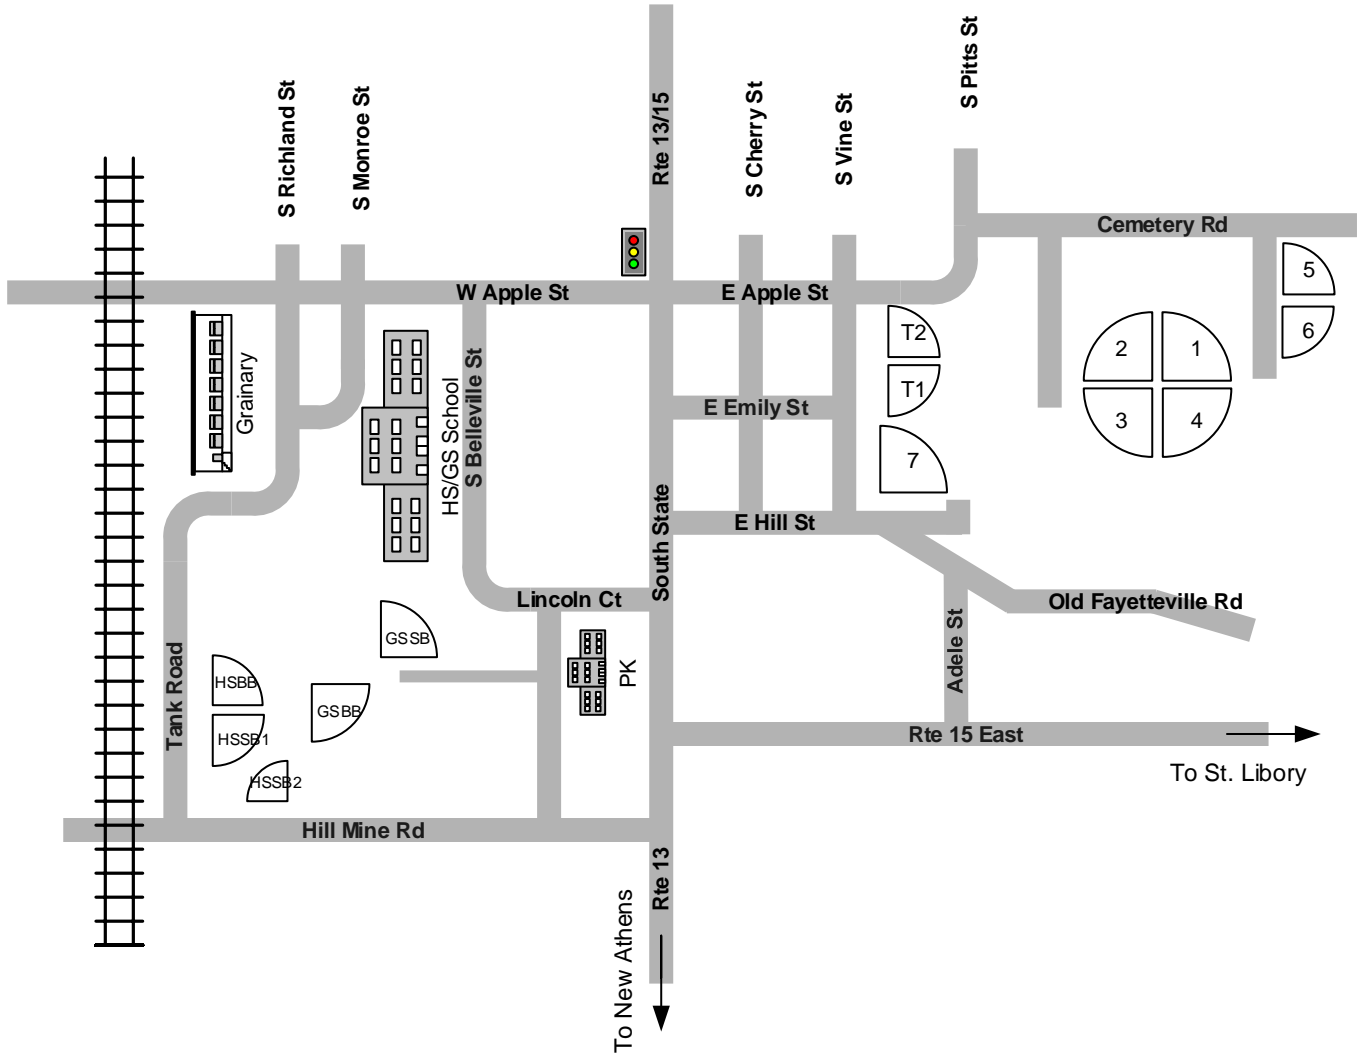 S Pitts St
S Richland St
S Monroe St
Rte 13/15
S Cherry St
S Vine St
Cemetery Rd
5
W Apple St
E Apple St
T2
6
2
1
Grainary
HS/GS School
S Belleville St
E Emily St
T1
3
4
7
South State
E Hill St
Lincoln Ct
Old Fayetteville Rd
GSSB
Adele St
HSBB
PK
Tank Road
GSBB
HSSB1
Rte 15 East
HSSB2
To St. Libory
Hill Mine Rd
Rte 13
To New Athens